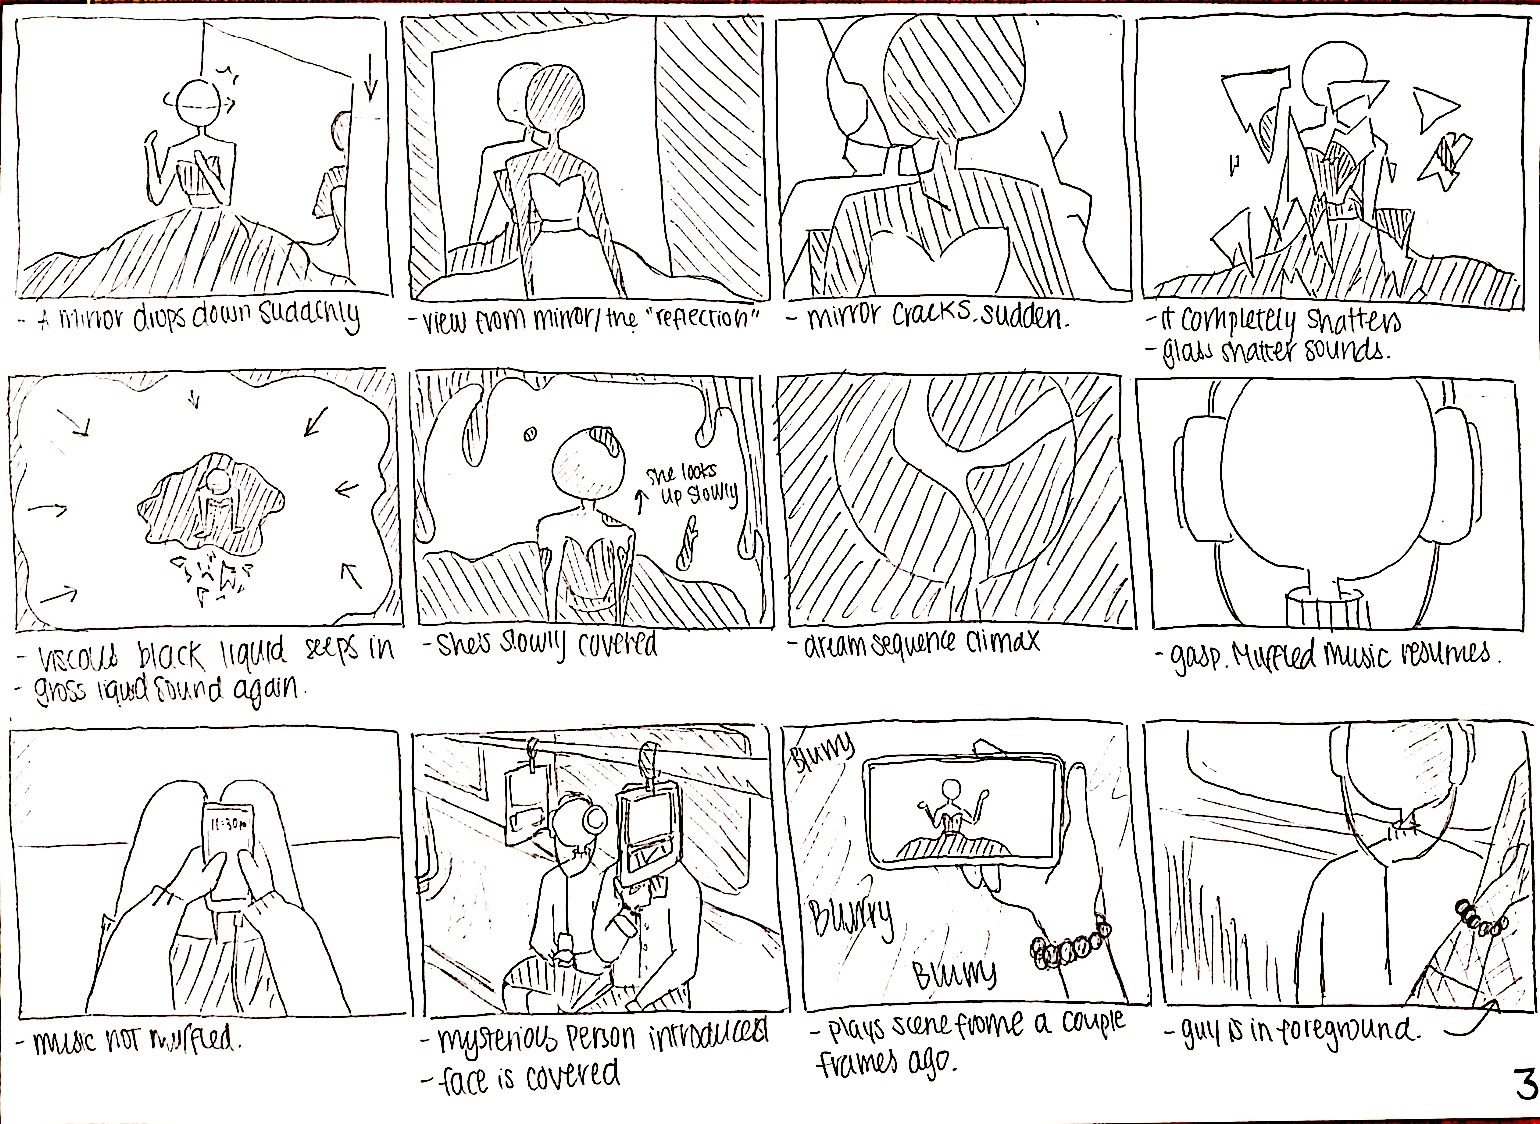 - A mirror drops down suddenly
- view from mirror/the "reflection"
- mirror cracks. sudden.
- it completely shatters
- glass shatter sounds.
she looks
up slowly
- viscous black liquid seeps in
- gross liquid sound again.
- she's slowly covered
- dream sequence climax
- gasp. Muffled music resumes.
Blurry
Blurry
Blurry
- music not muffled.
- mysterious person introduced
- face is covered
- plays scene frome a couple
frames ago.
- guy is in foreground.
3